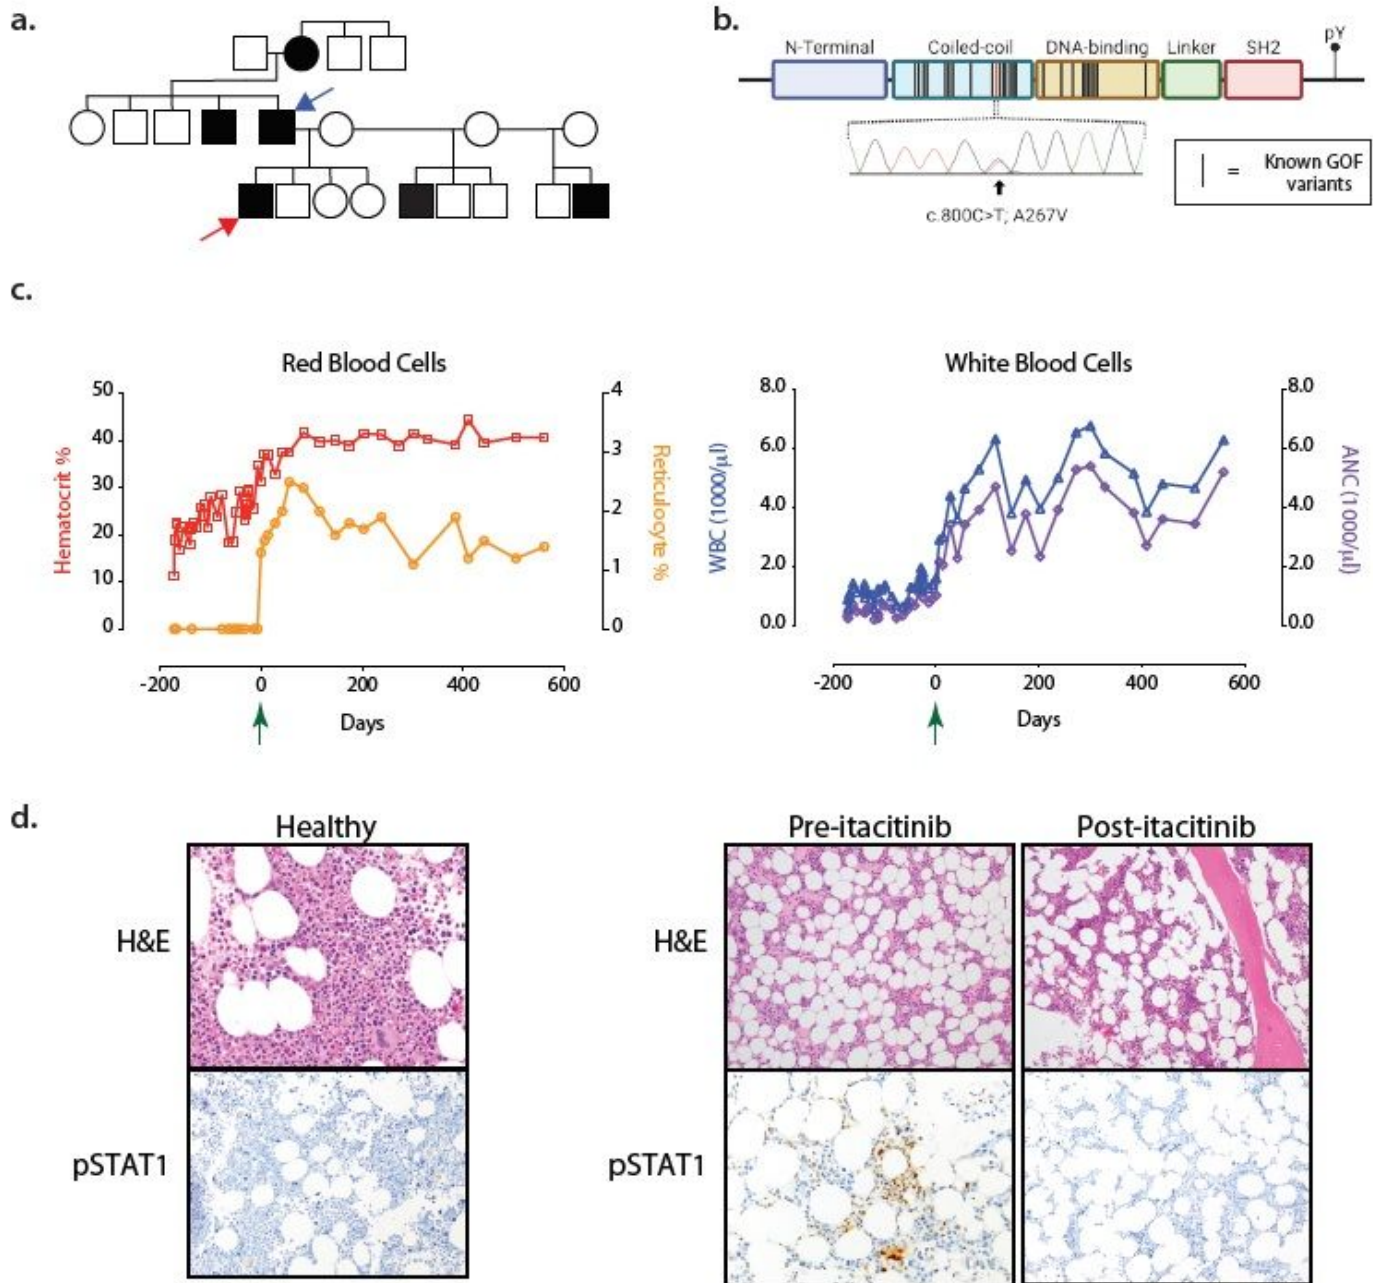 a.
b.
N-Terminal Coiled-coil DNA-binding Linker SH2 pY
c.800C>T; A267V
| = Known GOF
variants
c.
Red Blood Cells
Hematocrit %
50
40
30
20
10
0
4
3
2
1
0
Reticulocyte %
-200 0 200 400 600
Days
White Blood Cells
WBC (1000/µl)
8.0
6.0
4.0
2.0
0.0
8.0
6.0
4.0
2.0
0.0
ANC (1000/µl)
-200 0 200 400 600
Days
d.
Healthy
Pre-itacitinib
Post-itacitinib
H&E
H&E
pSTAT1
pSTAT1